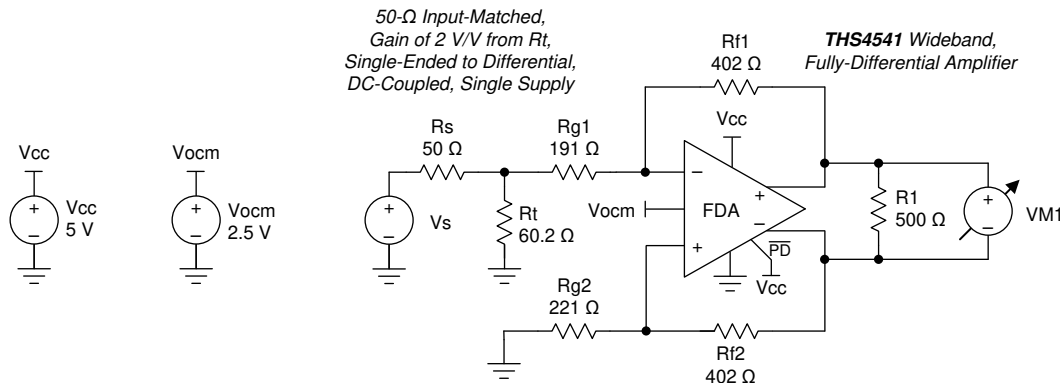 50-Ω Input-Matched,
Gain of 2 V/V from Rt,
Single-Ended to Differential,
DC-Coupled, Single Supply
Rf1
402 Ω
THS4541 Wideband,
Fully-Differential Amplifier
Vcc
Vcc
5 V
Vocm
Vocm
2.5 V
Rs
50 Ω
Rg1
191 Ω
Vcc
Vs
Rt
60.2 Ω
Vocm
FDA
PD
Vcc
R1
500 Ω
VM1
Rg2
221 Ω
Rf2
402 Ω
+
−
+
−
+
−
−
+
+
−
+
−